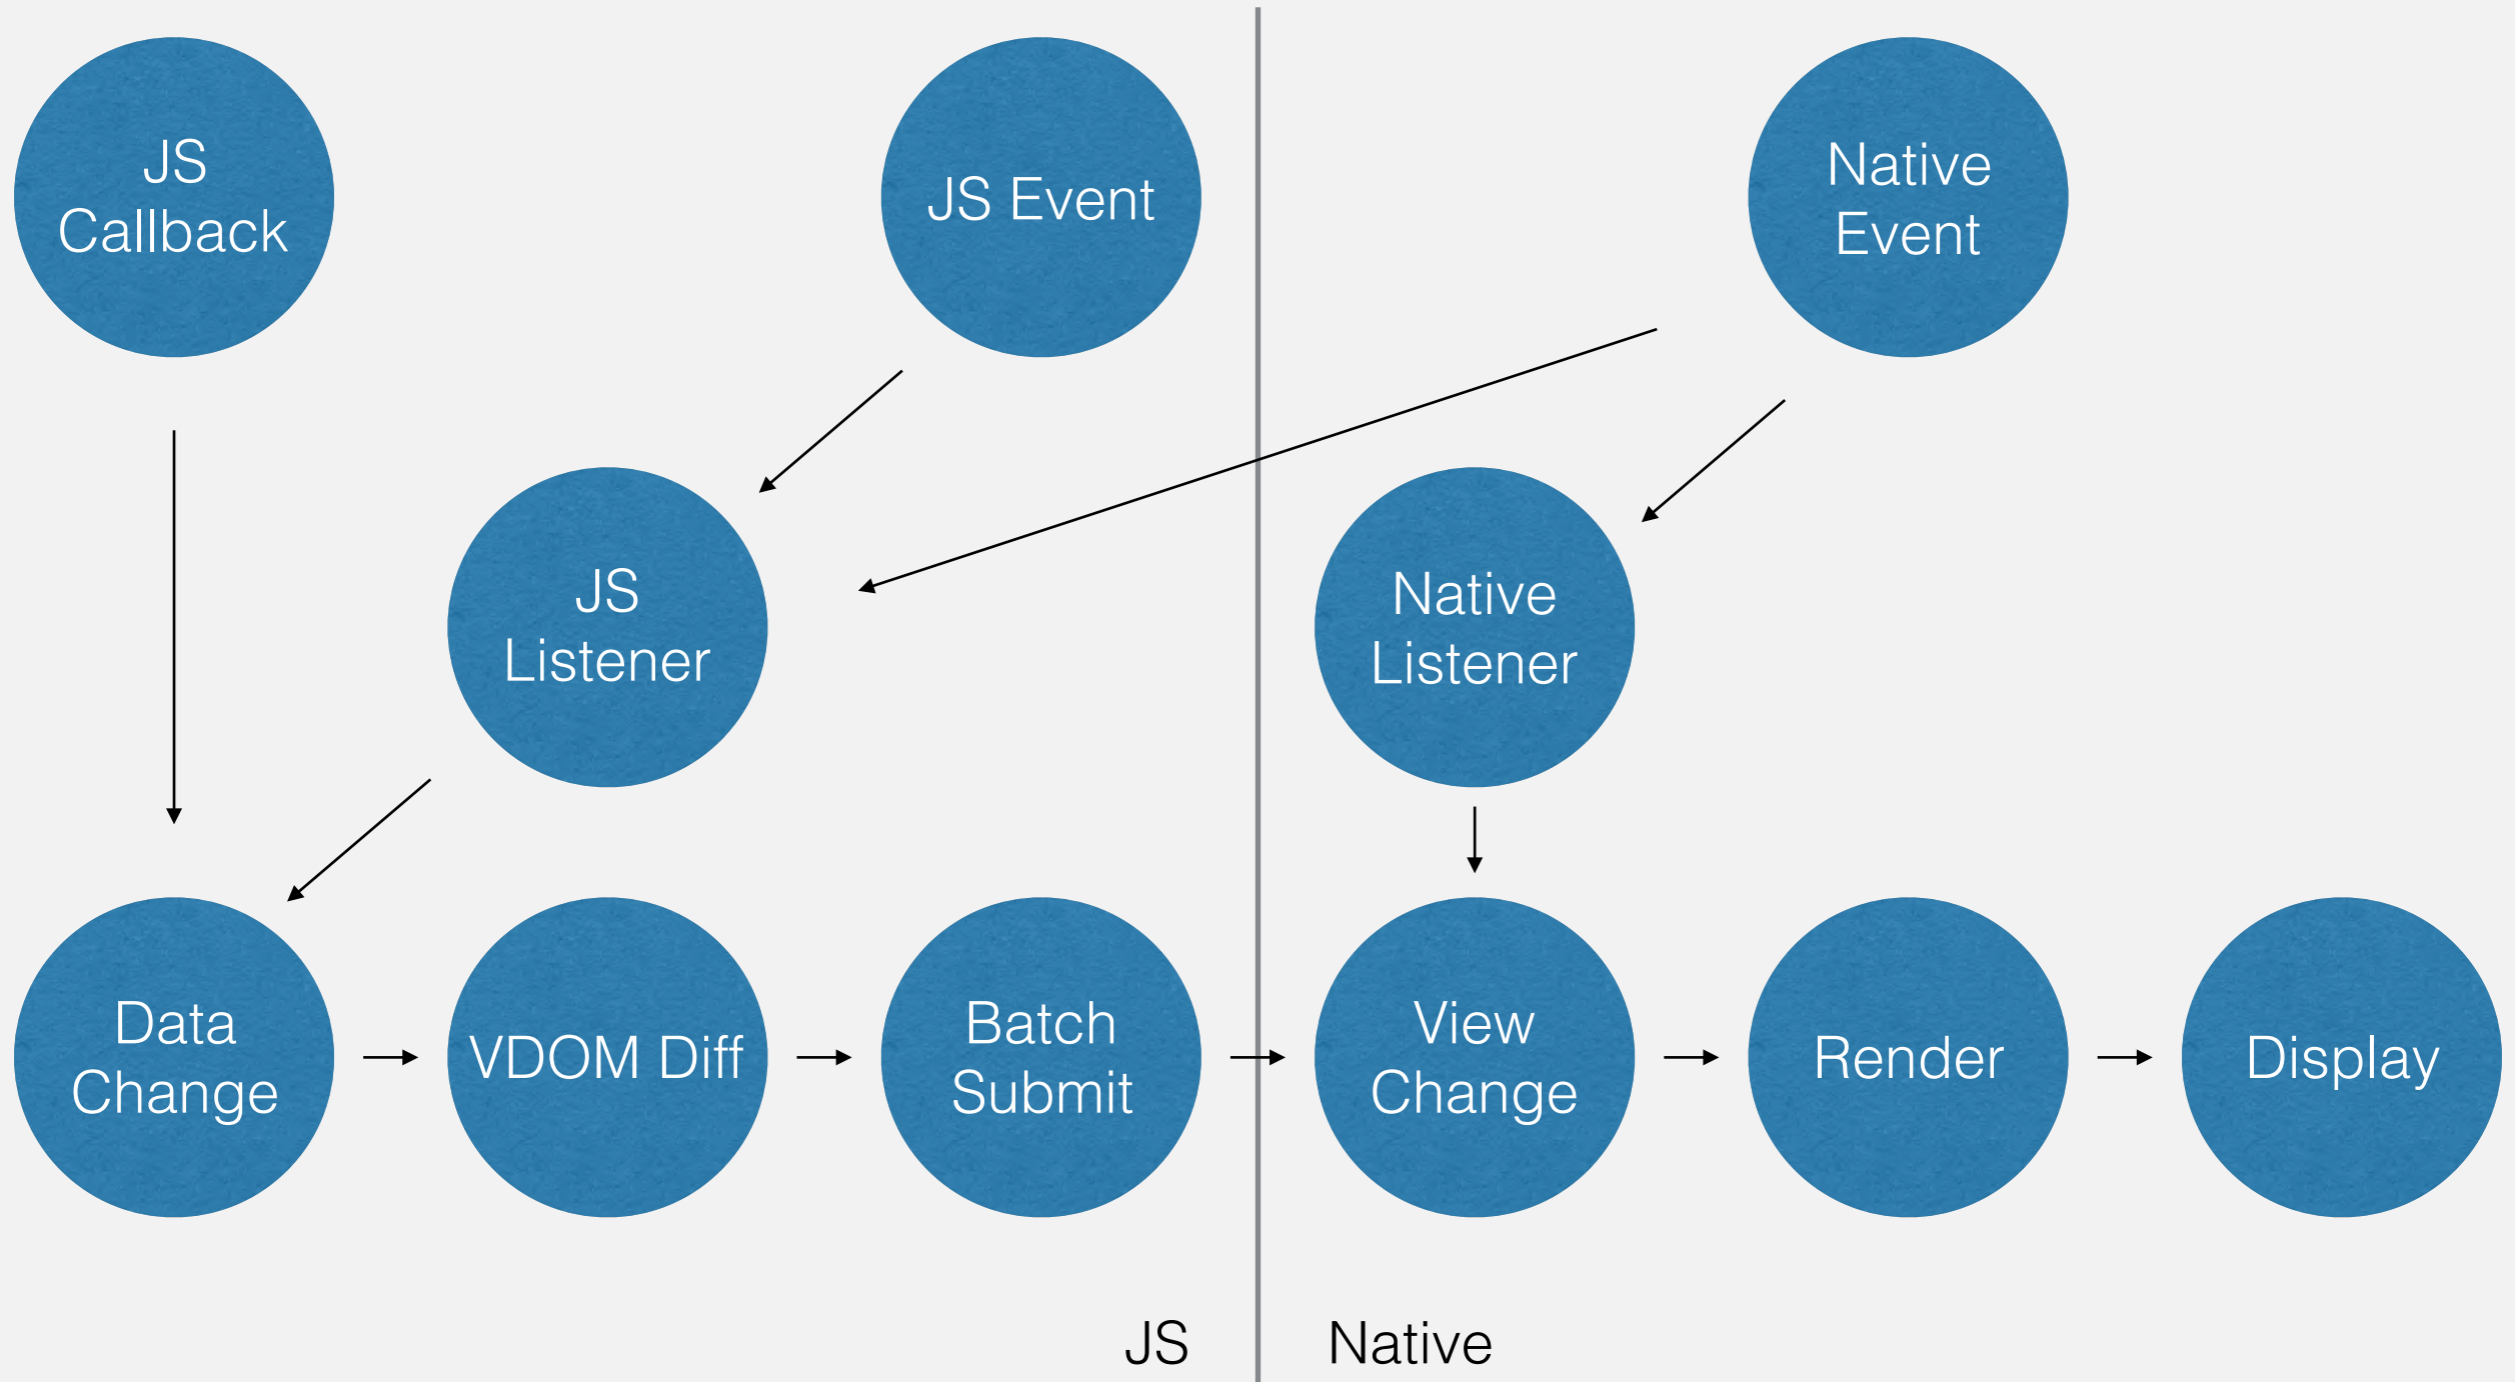 JS
Callback
JS Event
Native
Event
JS
Listener
Native
Listener
Data
Change
VDOM Diff
Batch
Submit
View
Change
Render
Display
JS
Native